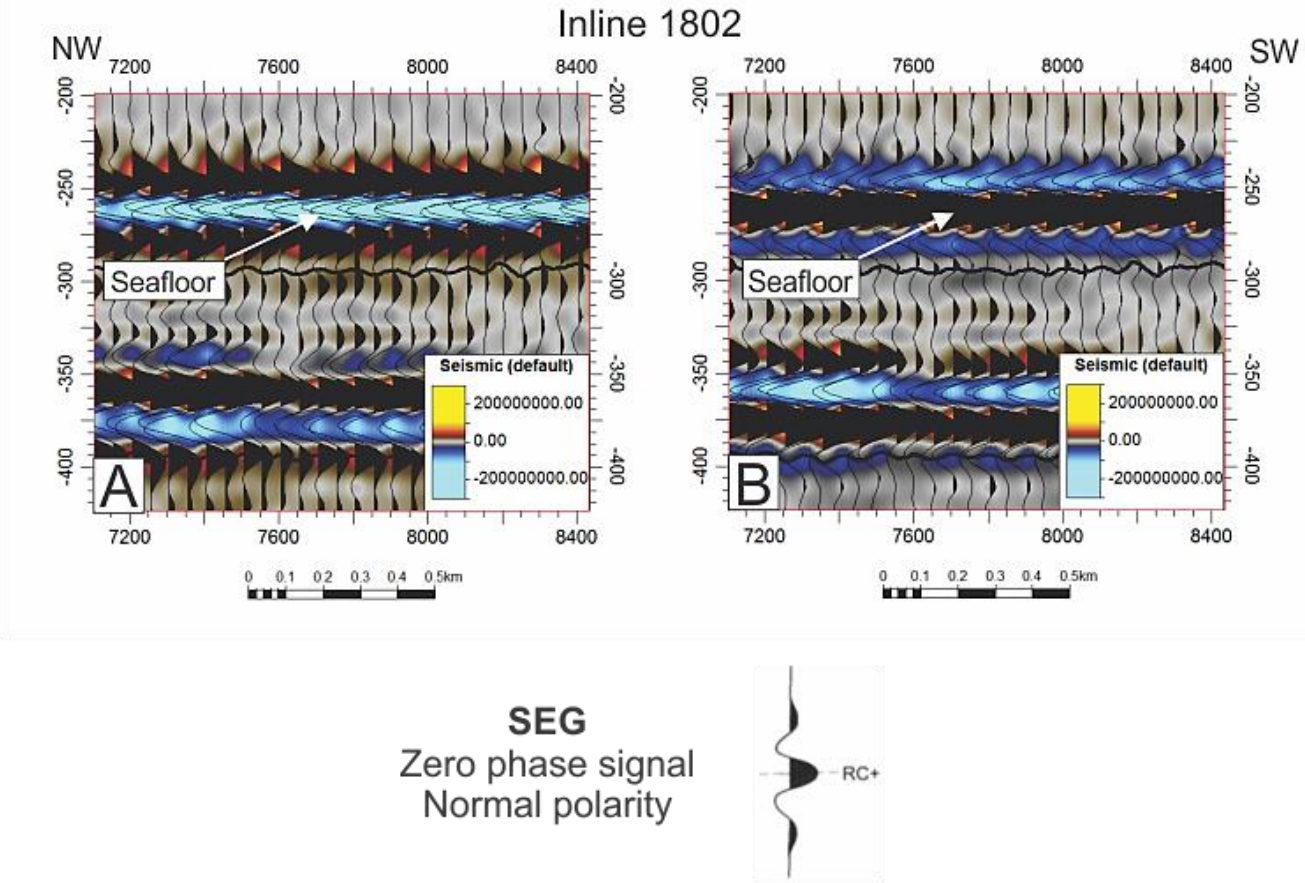 Inline 1802
NW
SW
7200 7600 8000 8400
7200 7600 8000 8400
-200
-250
-300
-350
-400
-200
-250
-300
-350
-400
-200
-250
-300
-350
-400
-200
-250
-300
-350
-400
Seafloor
Seafloor
Seismic (default)
200000000.00
0.00
-200000000.00
Seismic (default)
200000000.00
0.00
-200000000.00
A
B
7200 7600 8000 8400
7200 7600 8000 8400
0 0.1 0.2 0.3 0.4 0.5km
0 0.1 0.2 0.3 0.4 0.5km
SEG
Zero phase signal
Normal polarity
RC+